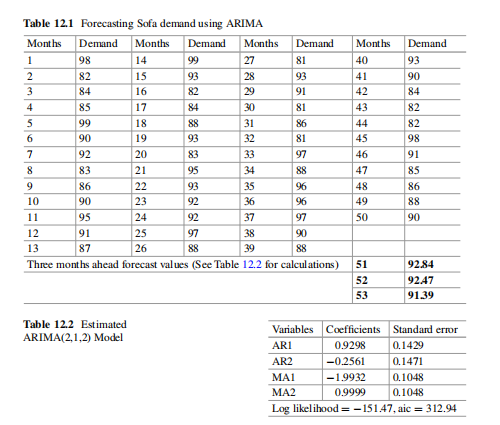 Table 12.1 Forecasting Sofa demand using ARIMA
Months Demand Months Demand Months Demand Months Demand
1 98 14 99 27 81 40 93
2 82 15 93 28 93 41 90
3 84 16 82 29 91 42 84
4 85 17 84 30 81 43 82
5 99 18 88 31 86 44 82
6 90 19 93 32 81 45 98
7 92 20 83 33 97 46 91
8 83 21 95 34 88 47 85
9 86 22 93 35 96 48 86
10 90 23 92 36 96 49 88
11 95 24 92 37 97 50 90
12 91 25 97 38 90
13 87 26 88 39 88
Three months ahead forecast values (See Table 12.2 for calculations) 51 92.84
52 92.47
53 91.39
Table 12.2 Estimated
ARIMA(2,1,2) Model
Variables Coefficients Standard error
AR1 0.9298 0.1429
AR2 −0.2561 0.1471
MA1 −1.9932 0.1048
MA2 0.9999 0.1048
Log likelihood = −151.47, aic = 312.94